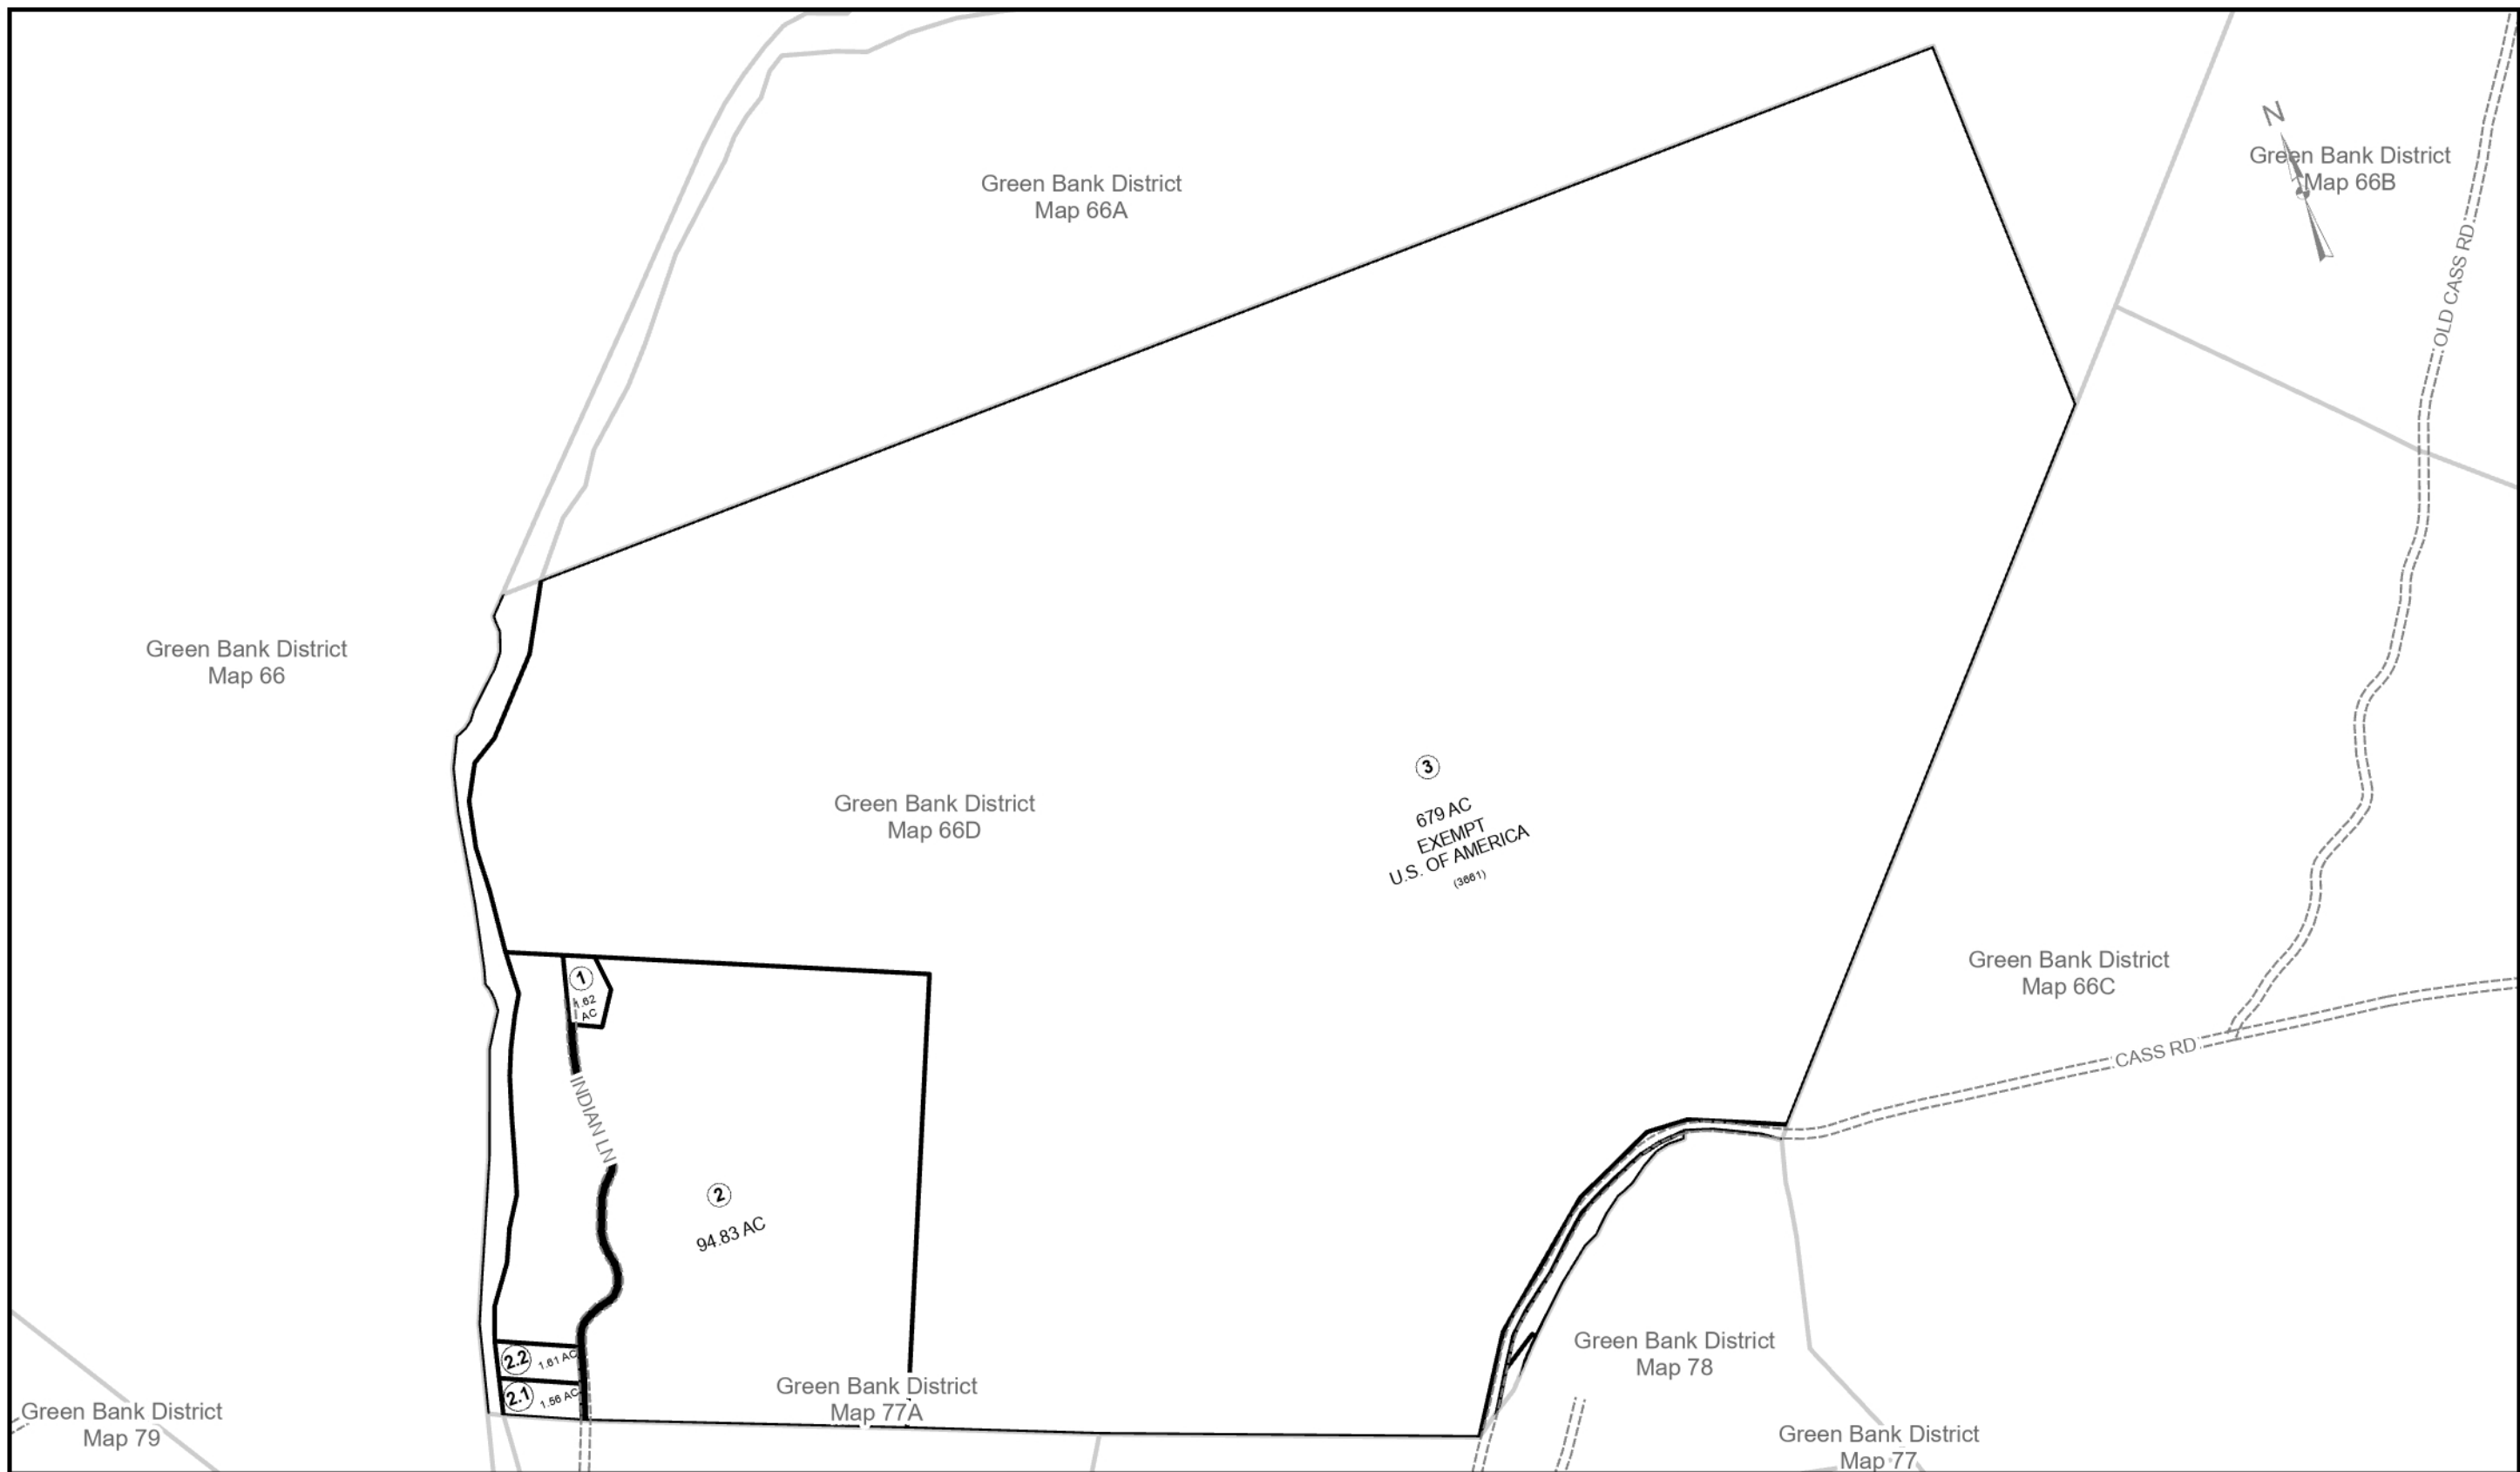 N
Green Bank District
Map 66B
Green Bank District
Map 66A
OLD CASS RD
Green Bank District
Map 66
3
679 AC
EXEMPT
U.S. OF AMERICA
(3661)
Green Bank District
Map 66D
1
1.62
AC
Green Bank District
Map 66C
CASS RD
INDIAN LN
2
94.83 AC
Green Bank District
Map 78
2.2 1.61 AC
2.1 1.56 AC
Green Bank District
Map 77A
Green Bank District
Map 79
Green Bank District
Map 77